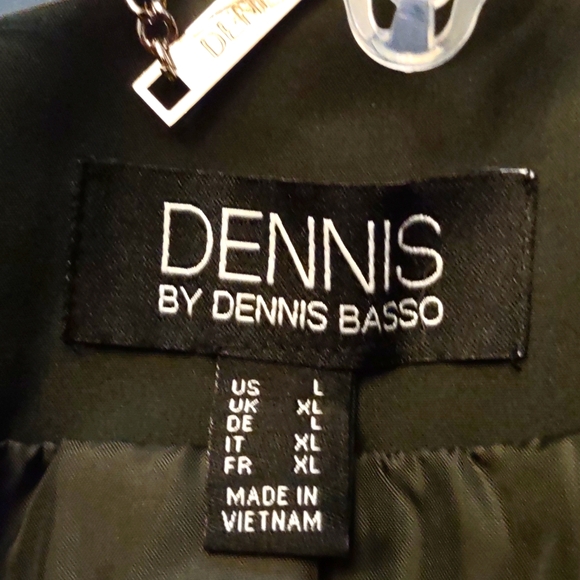 DENNIS
BY DENNIS BASSO
US L
UK XL
DE L
IT XL
FR XL
MADE IN
VIETNAM